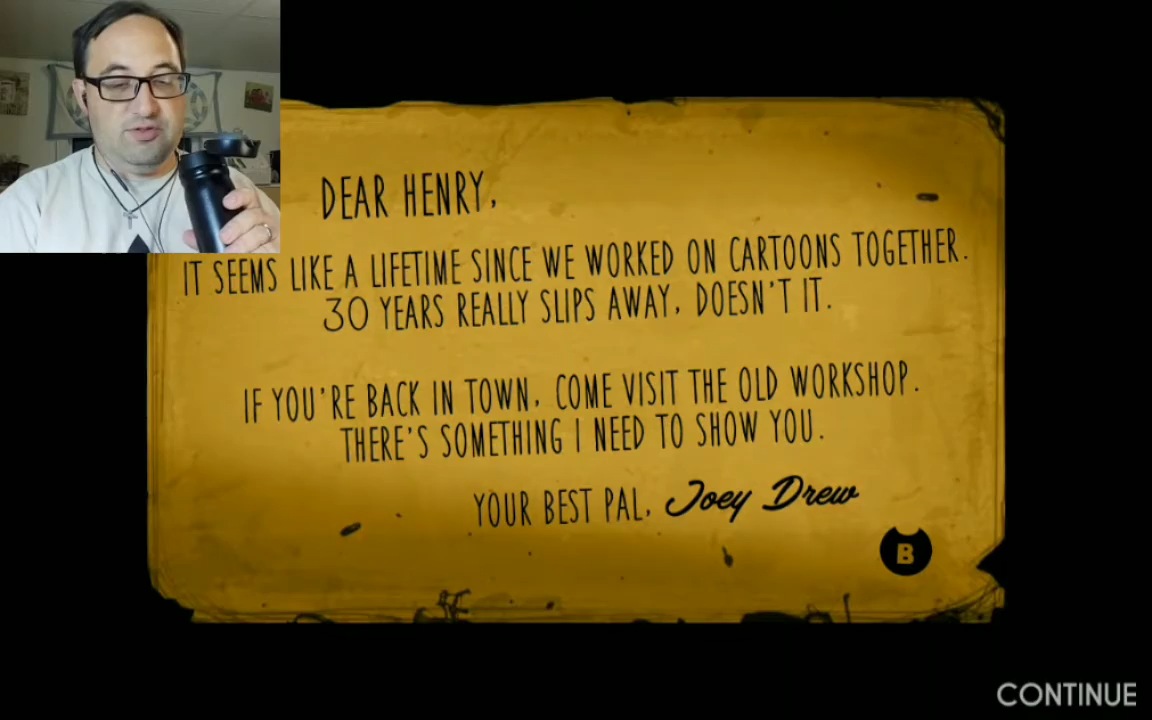 DEAR HENRY,
IT SEEMS LIKE A LIFETIME SINCE WE WORKED ON CARTOONS TOGETHER.
30 YEARS REALLY SLIPS AWAY, DOESN'T IT.
IF YOU'RE BACK IN TOWN, COME VISIT THE OLD WORKSHOP.
THERE'S SOMETHING I NEED TO SHOW YOU.
YOUR BEST PAL, Joey Drew
B
CONTINUE